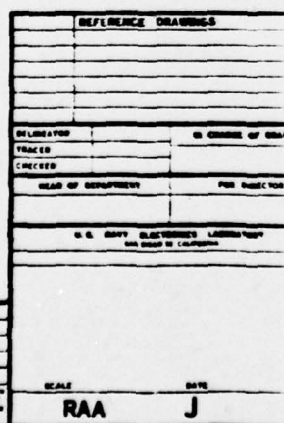 REFERENCE DRAWINGS
DELINEATOR
IN CHARGE OF DRA
TRACED
CHECKED
HEAD OF DEPARTMENT
FOR DIRECTOR
U. S. NAVY ELECTRONICS LABORATORY
SAN DIEGO 52 CALIFORNIA
SCALE
DATE
RAA
J